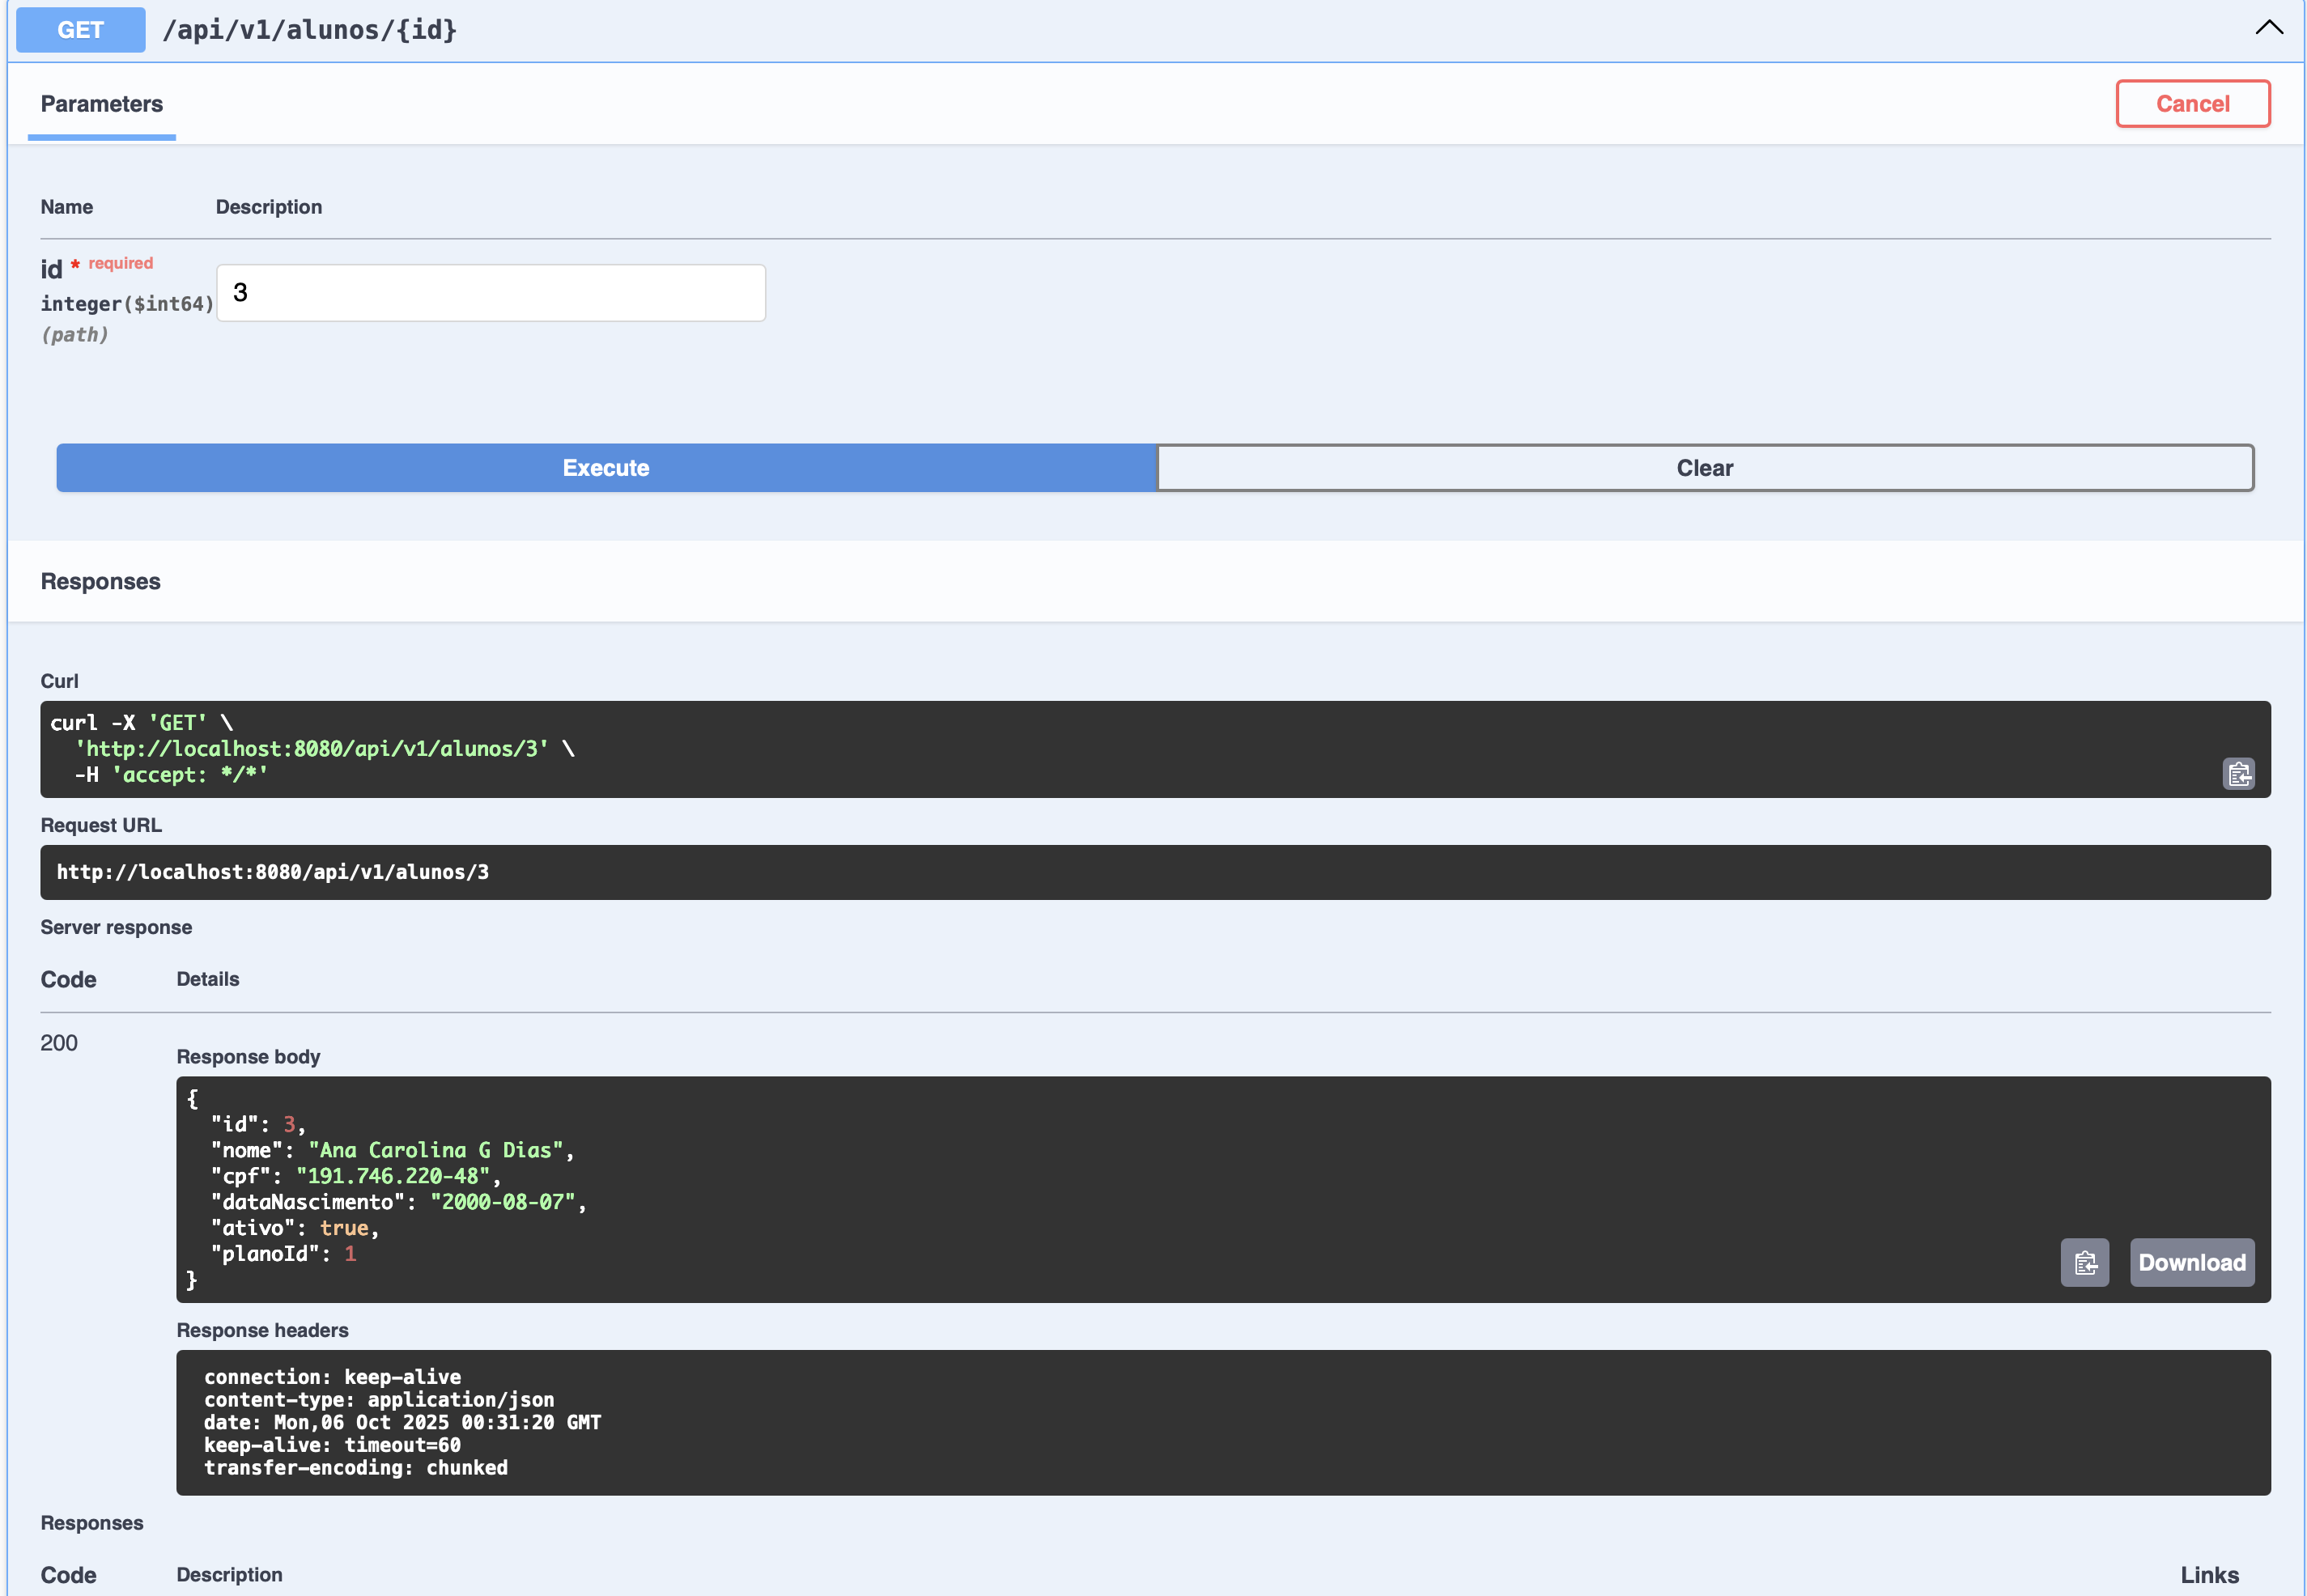 GET /api/v1/alunos/{id}
Parameters
Cancel
Name Description
id * required
integer($int64)
(path)
3
Execute Clear
Responses
Curl
curl -X 'GET' \
'http://localhost:8080/api/v1/alunos/3' \
-H 'accept: */*'
Request URL
http://localhost:8080/api/v1/alunos/3
Server response
Code Details
200
Response body
{
"id": 3,
"nome": "Ana Carolina G Dias",
"cpf": "191.746.220-48",
"dataNascimento": "2000-08-07",
"ativo": true,
"planoId": 1
}
Download
Response headers
connection: keep-alive
content-type: application/json
date: Mon,06 Oct 2025 00:31:20 GMT
keep-alive: timeout=60
transfer-encoding: chunked
Responses
Code Description Links